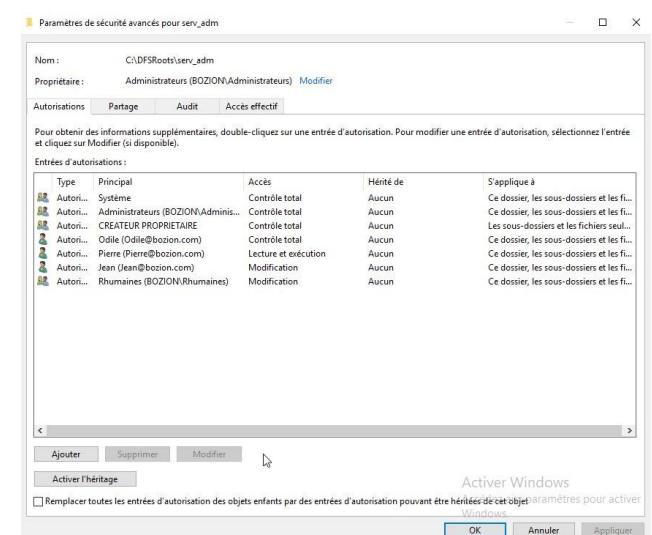 Paramètres de sécurité avancés pour serv_adm
Nom : C:\DFSRoots\serv_adm
Propriétaire : Administrateurs (BOZION\Administrateurs) Modifier
Autorisations Partage Audit Accès effectif
Pour obtenir des informations supplémentaires, double-cliquez sur une entrée d'autorisation. Pour modifier une entrée d'autorisation, sélectionnez l'entrée
et cliquez sur Modifier (si disponible).
Entrées d'autorisations :
Type Principal Accès Hérité de S'applique à
Autori... Système Contrôle total Aucun Ce dossier, les sous-dossiers et les fi...
Autori... Administrateurs (BOZION\Adminis... Contrôle total Aucun Ce dossier, les sous-dossiers et les fi...
Autori... CREATEUR PROPRIETAIRE Contrôle total Aucun Les sous-dossiers et les fichiers seul...
Autori... Odile (Odile@bozion.com) Contrôle total Aucun Ce dossier, les sous-dossiers et les fi...
Autori... Pierre (Pierre@bozion.com) Lecture et exécution Aucun Ce dossier, les sous-dossiers et les fi...
Autori... Jean (Jean@bozion.com) Modification Aucun Ce dossier, les sous-dossiers et les fi...
Autori... Rhumaines (BOZION\Rhumaines) Modification Aucun Ce dossier, les sous-dossiers et les fi...
Ajouter Supprimer Modifier
Activer l'héritage
Activer Windows
Remplacer toutes les entrées d'autorisation des objets enfants par des entrées d'autorisation pouvant être héritées de cet objet
paramètres pour activer
Windows.
OK Annuler Appliquer